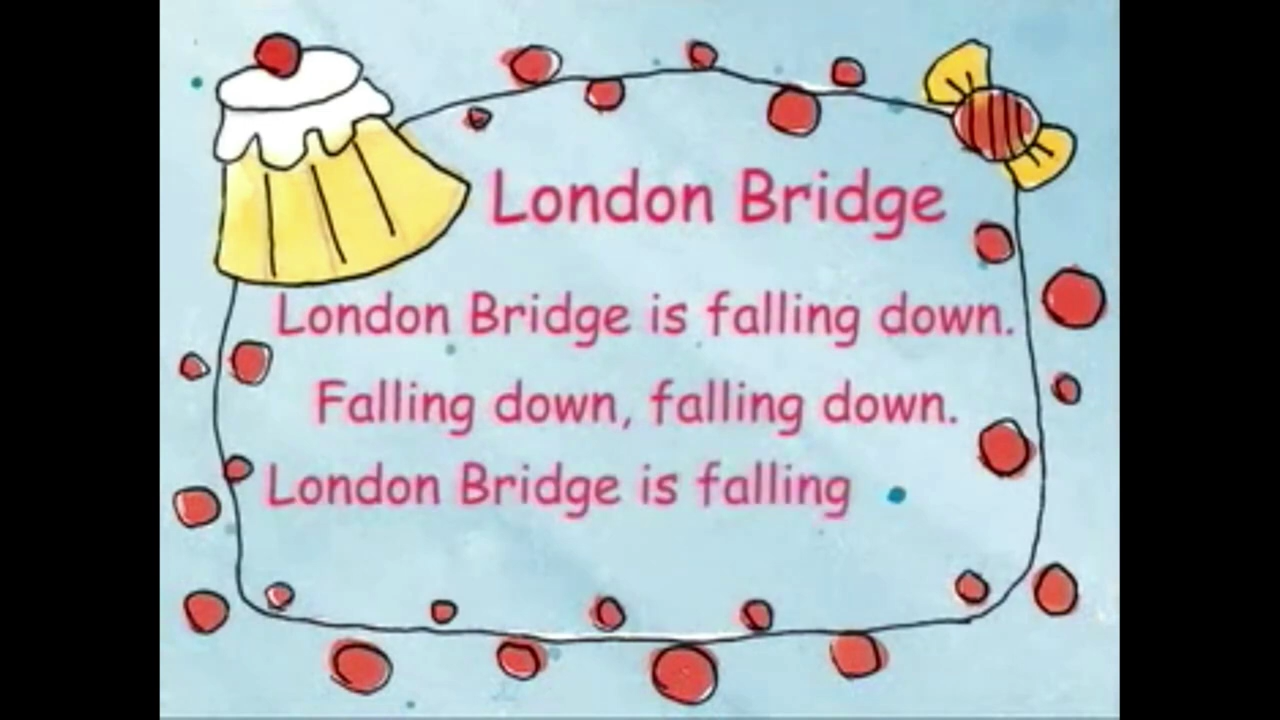 London Bridge
London Bridge is falling down.
Falling down, falling down.
London Bridge is falling